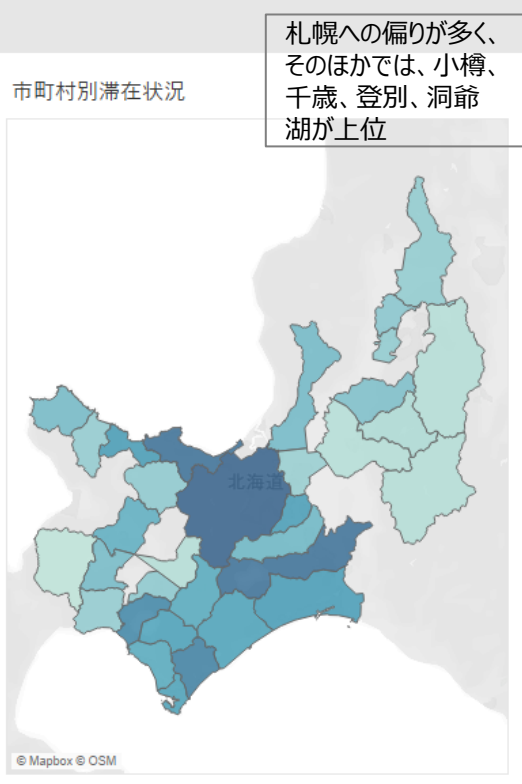 札幌への偏りが多く、
そのほかでは、小樽、
千歳、登別、洞爺
湖が上位
市町村別滞在状況
北海道
© Mapbox © OSM